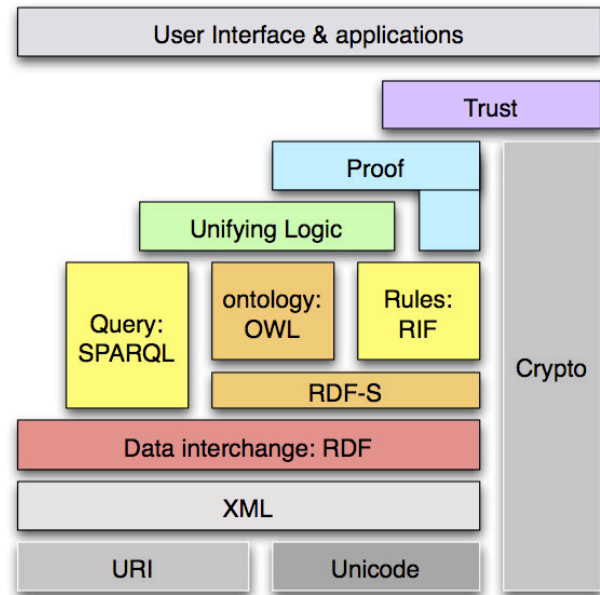 User Interface & applications
Trust
Proof
Unifying Logic
Query:
SPARQL
ontology:
OWL
Rules:
RIF
RDF-S
Crypto
Data interchange: RDF
XML
URI
Unicode